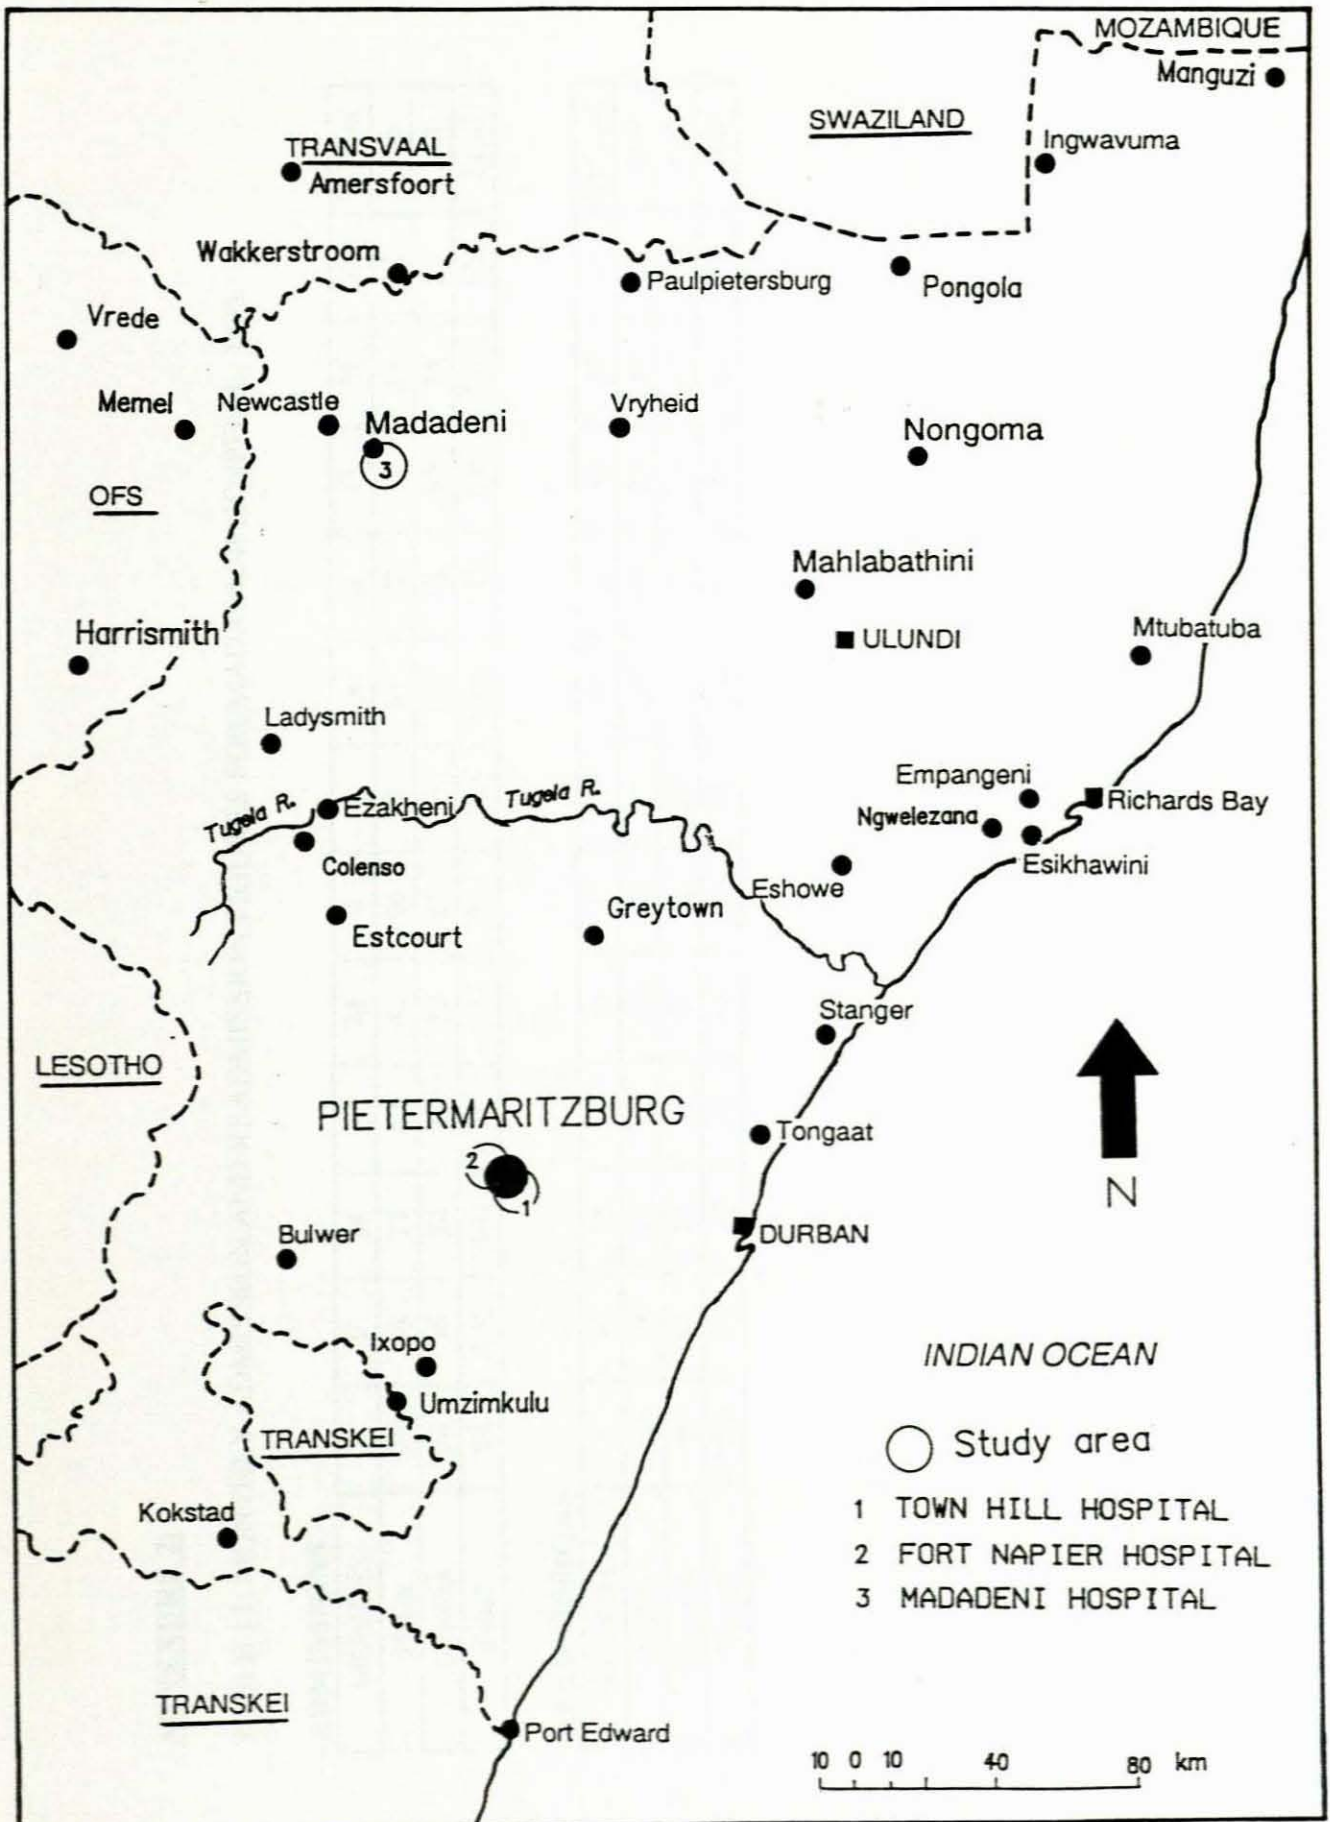 MOZAMBIQUE
Manguzi
SWAZILAND
Ingwavuma
TRANSVAAL
Amersfoort
Wakkerstroom
Paulpietersburg
Pongola
Vrede
Memel
Newcastle
Madadeni
3
Vryheid
Nongoma
OFS
Mahlabathini
ULUNDI
Mtubatuba
Harrismith
Ladysmith
Empangeni
Richards Bay
Tugela R.
Ezakheni
Tugela R.
Ngwelezana
Esikhawini
Colenso
Eshowe
Greytown
Estcourt
Stanger
LESOTHO
PIETERMARITZBURG
2
1
Tongaat
N
Bulwer
DURBAN
Ixopo
INDIAN OCEAN
Umzimkulu
TRANSKEI
Study area
Kokstad
1 TOWN HILL HOSPITAL
2 FORT NAPIER HOSPITAL
3 MADADENI HOSPITAL
TRANSKEI
Port Edward
10 0 10 40 80 km